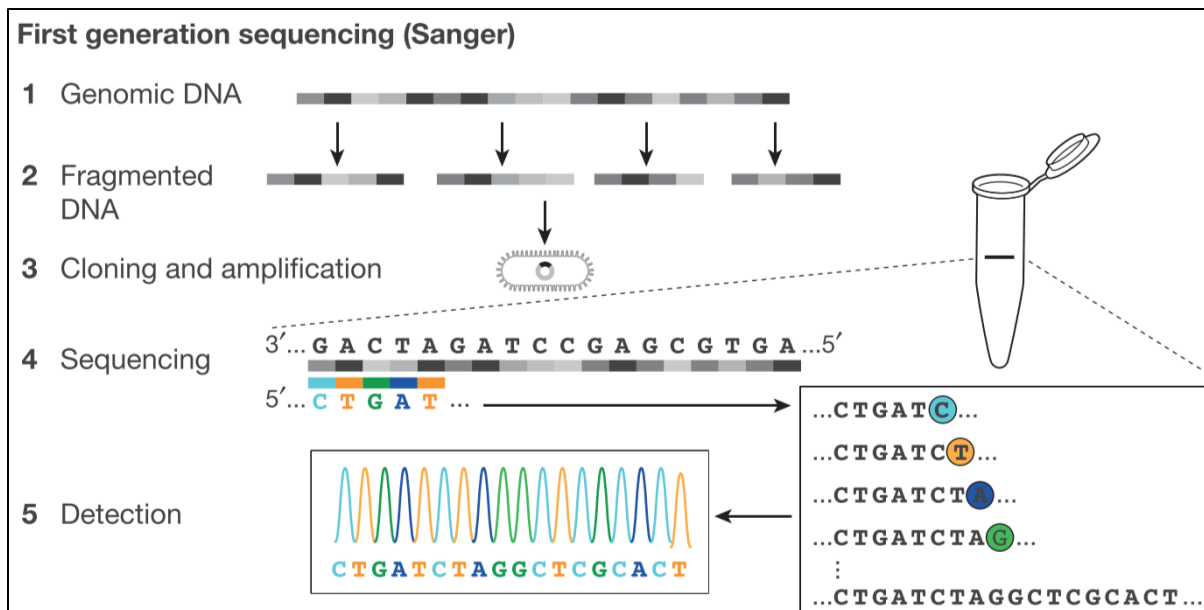 First generation sequencing (Sanger)
1 Genomic DNA
2 Fragmented
DNA
3 Cloning and amplification
4 Sequencing
3′...GACTAGATCCGAGCGTGA...5′
5′...CTGAT...
...CTGATC...
...CTGATCT...
...CTGATCTA...
...CTGATCTAG...
⋮
...CTGATCTAGGCTCGCACT...
5 Detection
CTGATCTAGGCTCGCACT